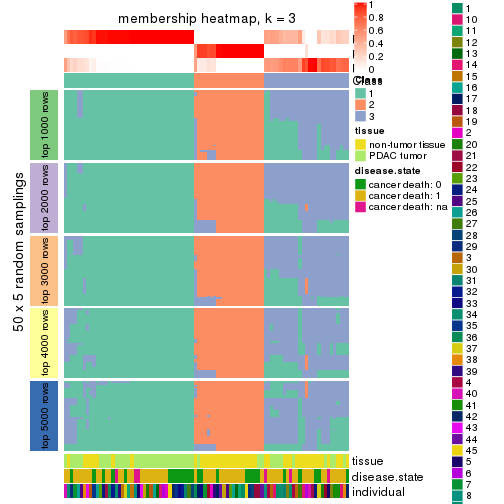 membership heatmap, k = 3
50 x 5 random samplings
top 1000 rows
top 2000 rows
top 3000 rows
top 4000 rows
top 5000 rows
tissue
disease.state
individual
1
0.8
0.6
0.4
0.2
0
Class
1
2
3
tissue
non-tumor tissue
PDAC tumor
disease.state
cancer death: 0
cancer death: 1
cancer death: na
1
10
11
12
13
14
15
16
17
18
19
2
20
21
22
23
24
25
26
27
28
29
3
30
31
32
33
34
35
36
37
38
39
4
40
41
42
43
44
45
5
6
7
8